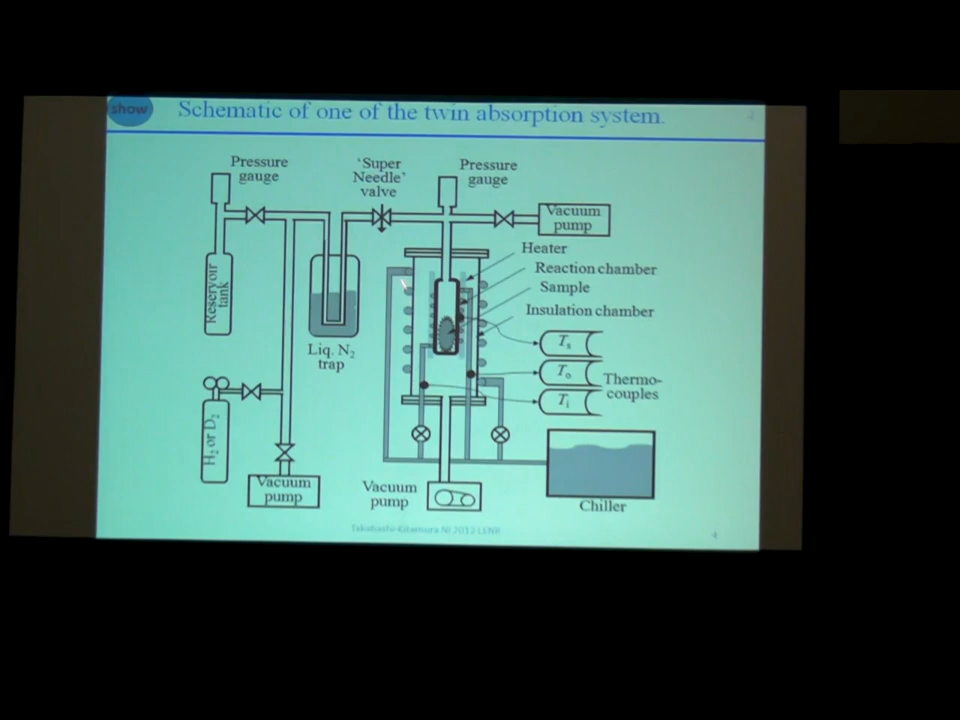 show
Schematic of one of the twin absorption system.
Pressure
gauge
'Super
Needle'
valve
Pressure
gauge
Vacuum
pump
Heater
Reaction chamber
Sample
Insulation chamber
Reservoir
tank
Liq. N₂
trap
Tₛ
Tₒ
Tᵢ
Thermo-
couples
H₂ or D₂
Vacuum
pump
Vacuum
pump
Chiller
Takahashi-Kitamura NI 2012 LENR
4